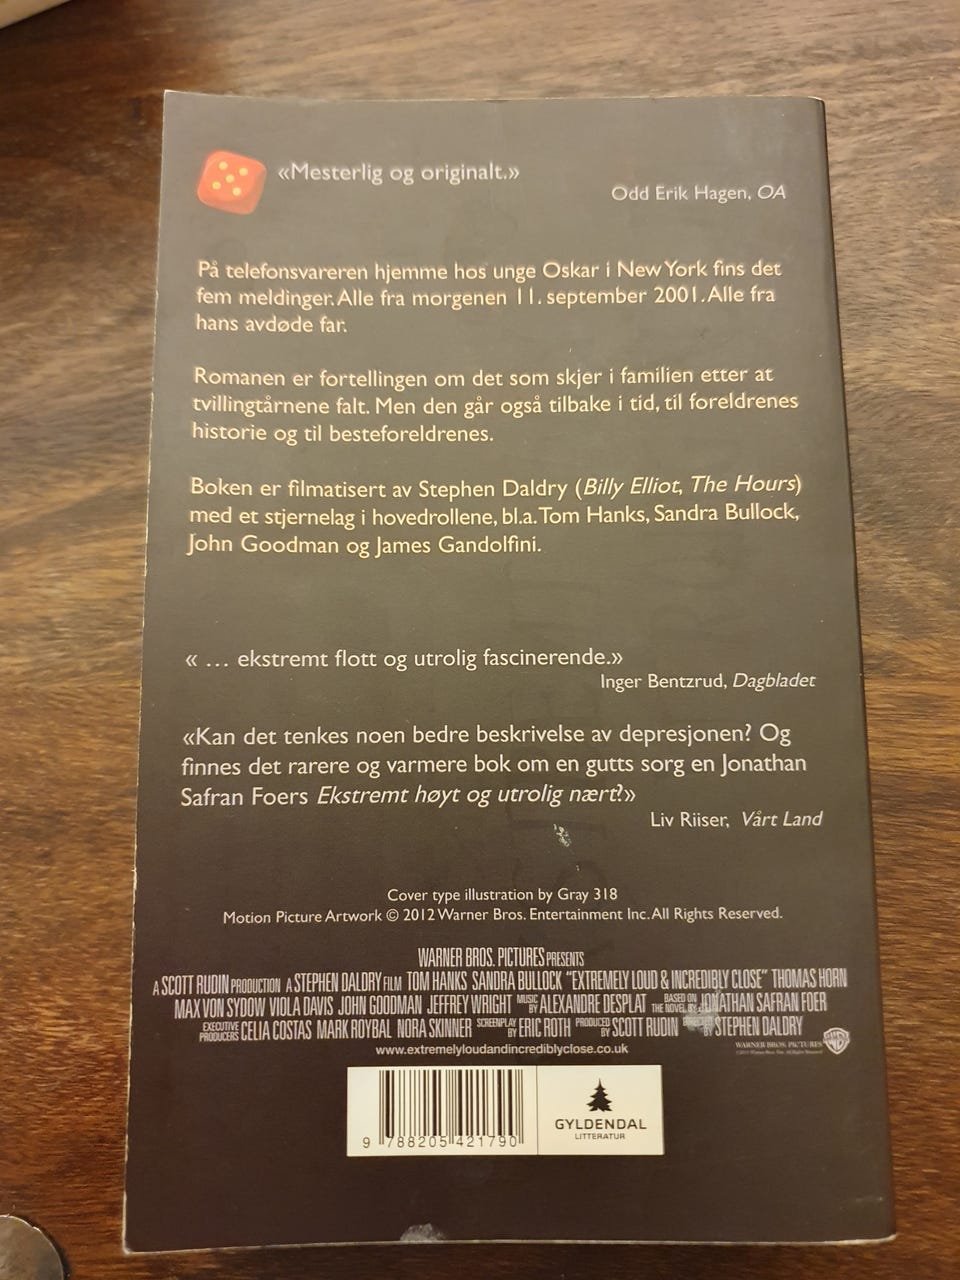 «Mesterlig og originalt.»
Odd Erik Hagen, OA
På telefonsvareren hjemme hos unge Oskar i New York fins det
fem meldinger. Alle fra morgenen 11. september 2001. Alle fra
hans avdøde far.
Romanen er fortellingen om det som skjer i familien etter at
tvillingtårnene falt. Men den går også tilbake i tid, til foreldrenes
historie og til besteforeldrenes.
Boken er filmatisert av Stephen Daldry (Billy Elliot, The Hours)
med et stjernelag i hovedrollene, bl.a. Tom Hanks, Sandra Bullock,
John Goodman og James Gandolfini.
« ... ekstremt flott og utrolig fascinerende.»
Inger Bentzrud, Dagbladet
«Kan det tenkes noen bedre beskrivelse av depresjonen? Og
finnes det rarere og varmere bok om en gutts sorg en Jonathan
Safran Foers Ekstremt høyt og utrolig nært?»
Liv Riiser, Vårt Land
Cover type illustration by Gray 318
Motion Picture Artwork © 2012 Warner Bros. Entertainment Inc. All Rights Reserved.
WARNER BROS. PICTURES PRESENTS
A SCOTT RUDIN PRODUCTION A STEPHEN DALDRY FILM TOM HANKS SANDRA BULLOCK "EXTREMELY LOUD & INCREDIBLY CLOSE" THOMAS HORN
MAX VON SYDOW VIOLA DAVIS JOHN GOODMAN JEFFREY WRIGHT MUSIC BY ALEXANDRE DESPLAT BASED ON THE NOVEL BY JONATHAN SAFRAN FOER
EXECUTIVE PRODUCERS CELIA COSTAS MARK ROYBAL NORA SKINNER SCREENPLAY BY ERIC ROTH PRODUCED BY SCOTT RUDIN BY STEPHEN DALDRY
www.extremelyloudandincrediblyclose.co.uk
WARNER BROS. PICTURES
9 788205 421790
GYLDENDAL
LITTERATUR